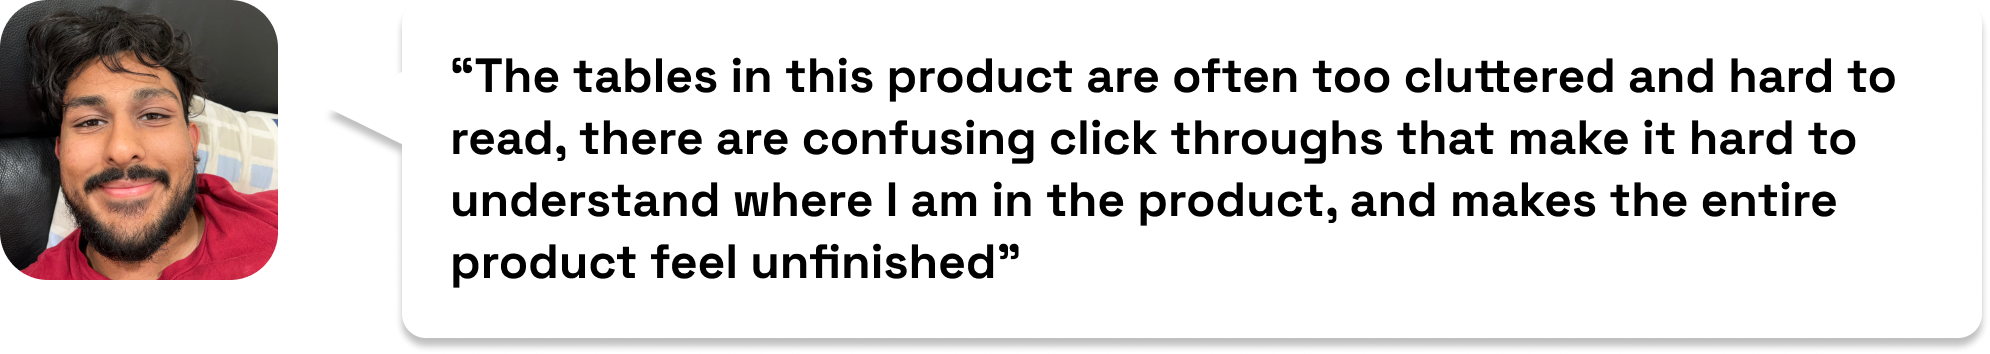 “The tables in this product are often too cluttered and hard to
read, there are confusing click throughs that make it hard to
understand where I am in the product, and makes the entire
product feel unfinished”